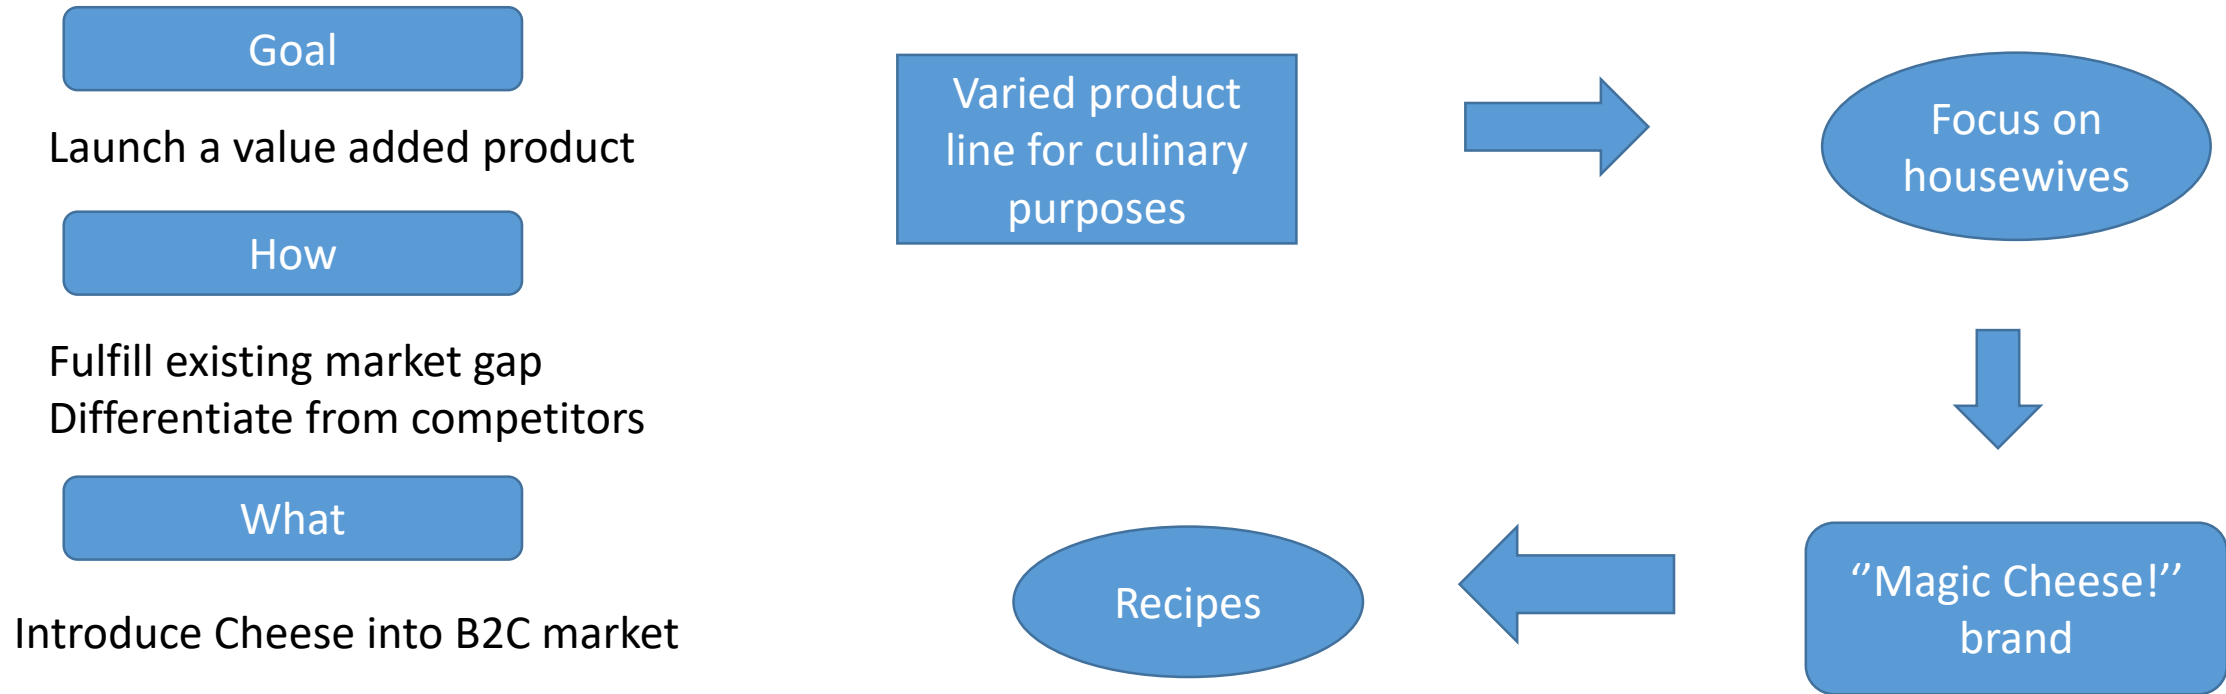 Goal
Launch a value added product
How
Fulfill existing market gap
Differentiate from competitors
What
Introduce Cheese into B2C market
Varied product
line for culinary
purposes
Focus on
housewives
‘’Magic Cheese!’’
brand
Recipes